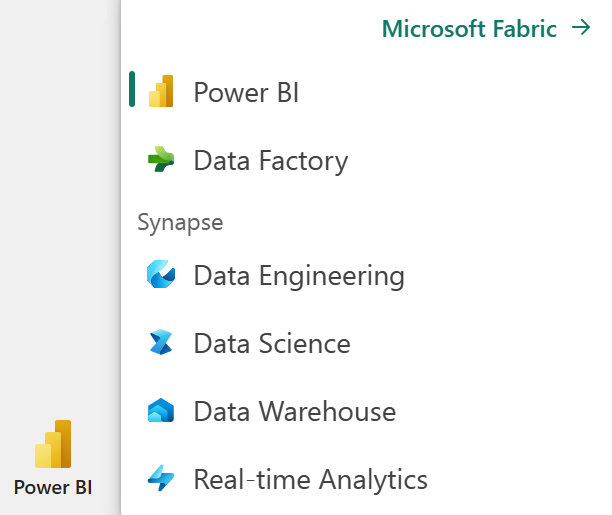 Microsoft Fabric →
Power BI
Data Factory
Synapse
Data Engineering
Data Science
Data Warehouse
Real-time Analytics
Power BI